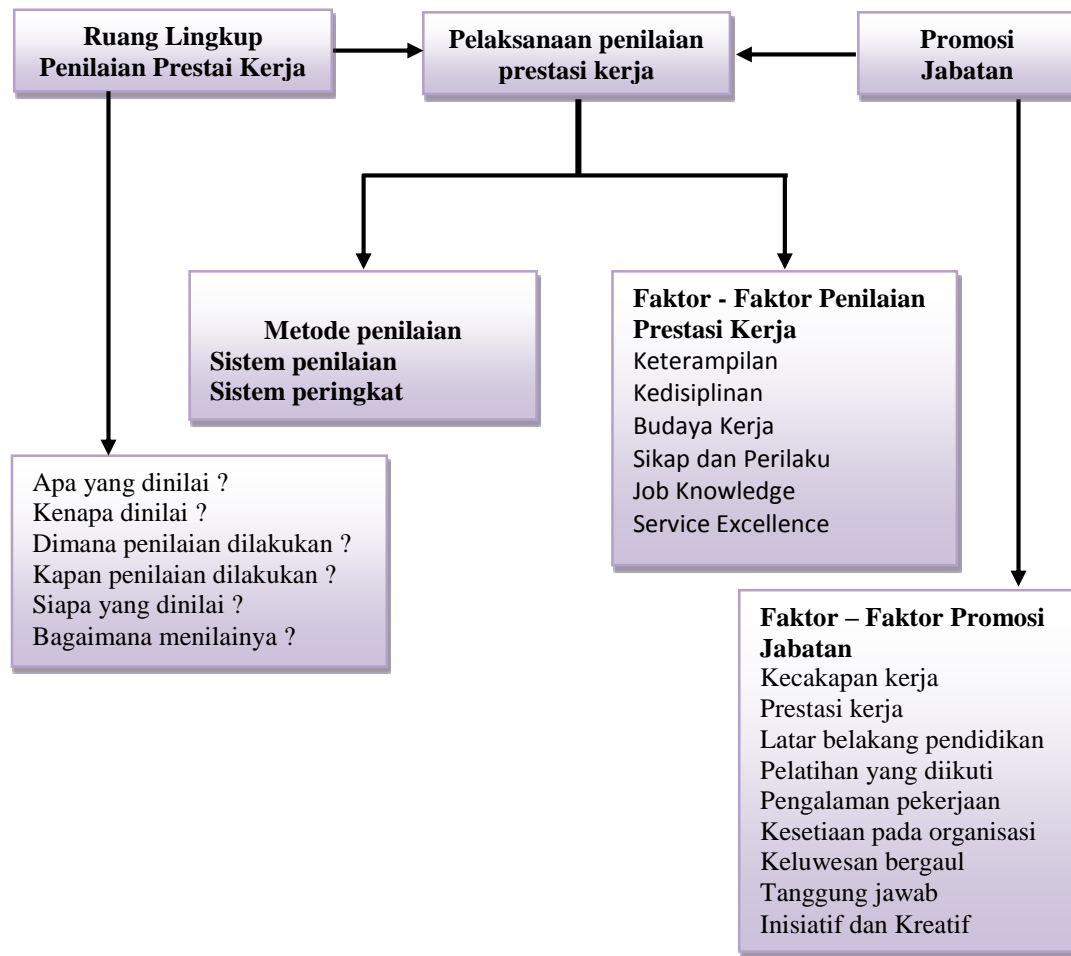 Ruang Lingkup
Penilaian Prestai Kerja
Pelaksanaan penilaian
prestasi kerja
Promosi
Jabatan
Metode penilaian
Sistem penilaian
Sistem peringkat
Faktor - Faktor Penilaian
Prestasi Kerja
Keterampilan
Kedisiplinan
Budaya Kerja
Sikap dan Perilaku
Job Knowledge
Service Excellence
Apa yang dinilai ?
Kenapa dinilai ?
Dimana penilaian dilakukan ?
Kapan penilaian dilakukan ?
Siapa yang dinilai ?
Bagaimana menilainya ?
Faktor – Faktor Promosi
Jabatan
Kecakapan kerja
Prestasi kerja
Latar belakang pendidikan
Pelatihan yang diikuti
Pengalaman pekerjaan
Kesetiaan pada organisasi
Keluwesan bergaul
Tanggung jawab
Inisiatif dan Kreatif